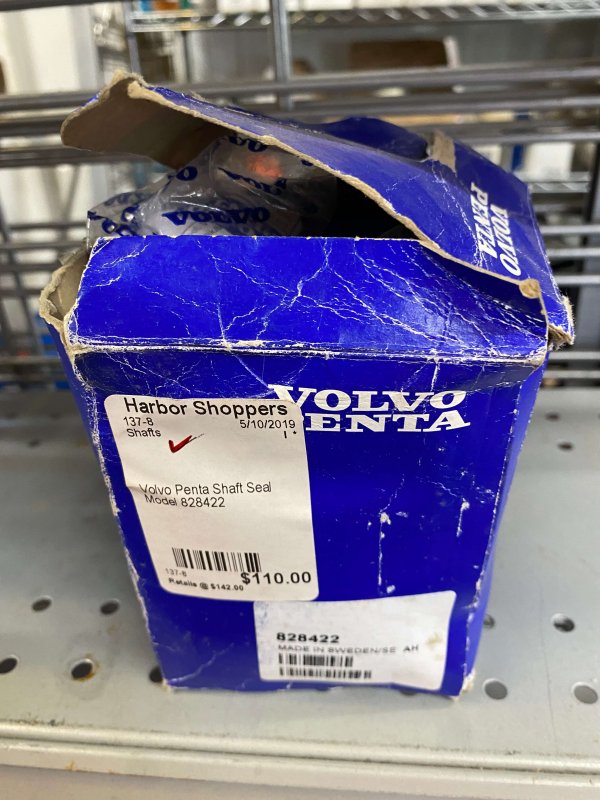 VOLVO
PENTA
VOLVO
PENTA
Harbor Shoppers
137-8 5/10/2019
Shafts 1 *
Volvo Penta Shaft Seal
Model 828422
137-8
$110.00
Retails @ $142.00
828422
MADE IN SWEDEN/SE AH